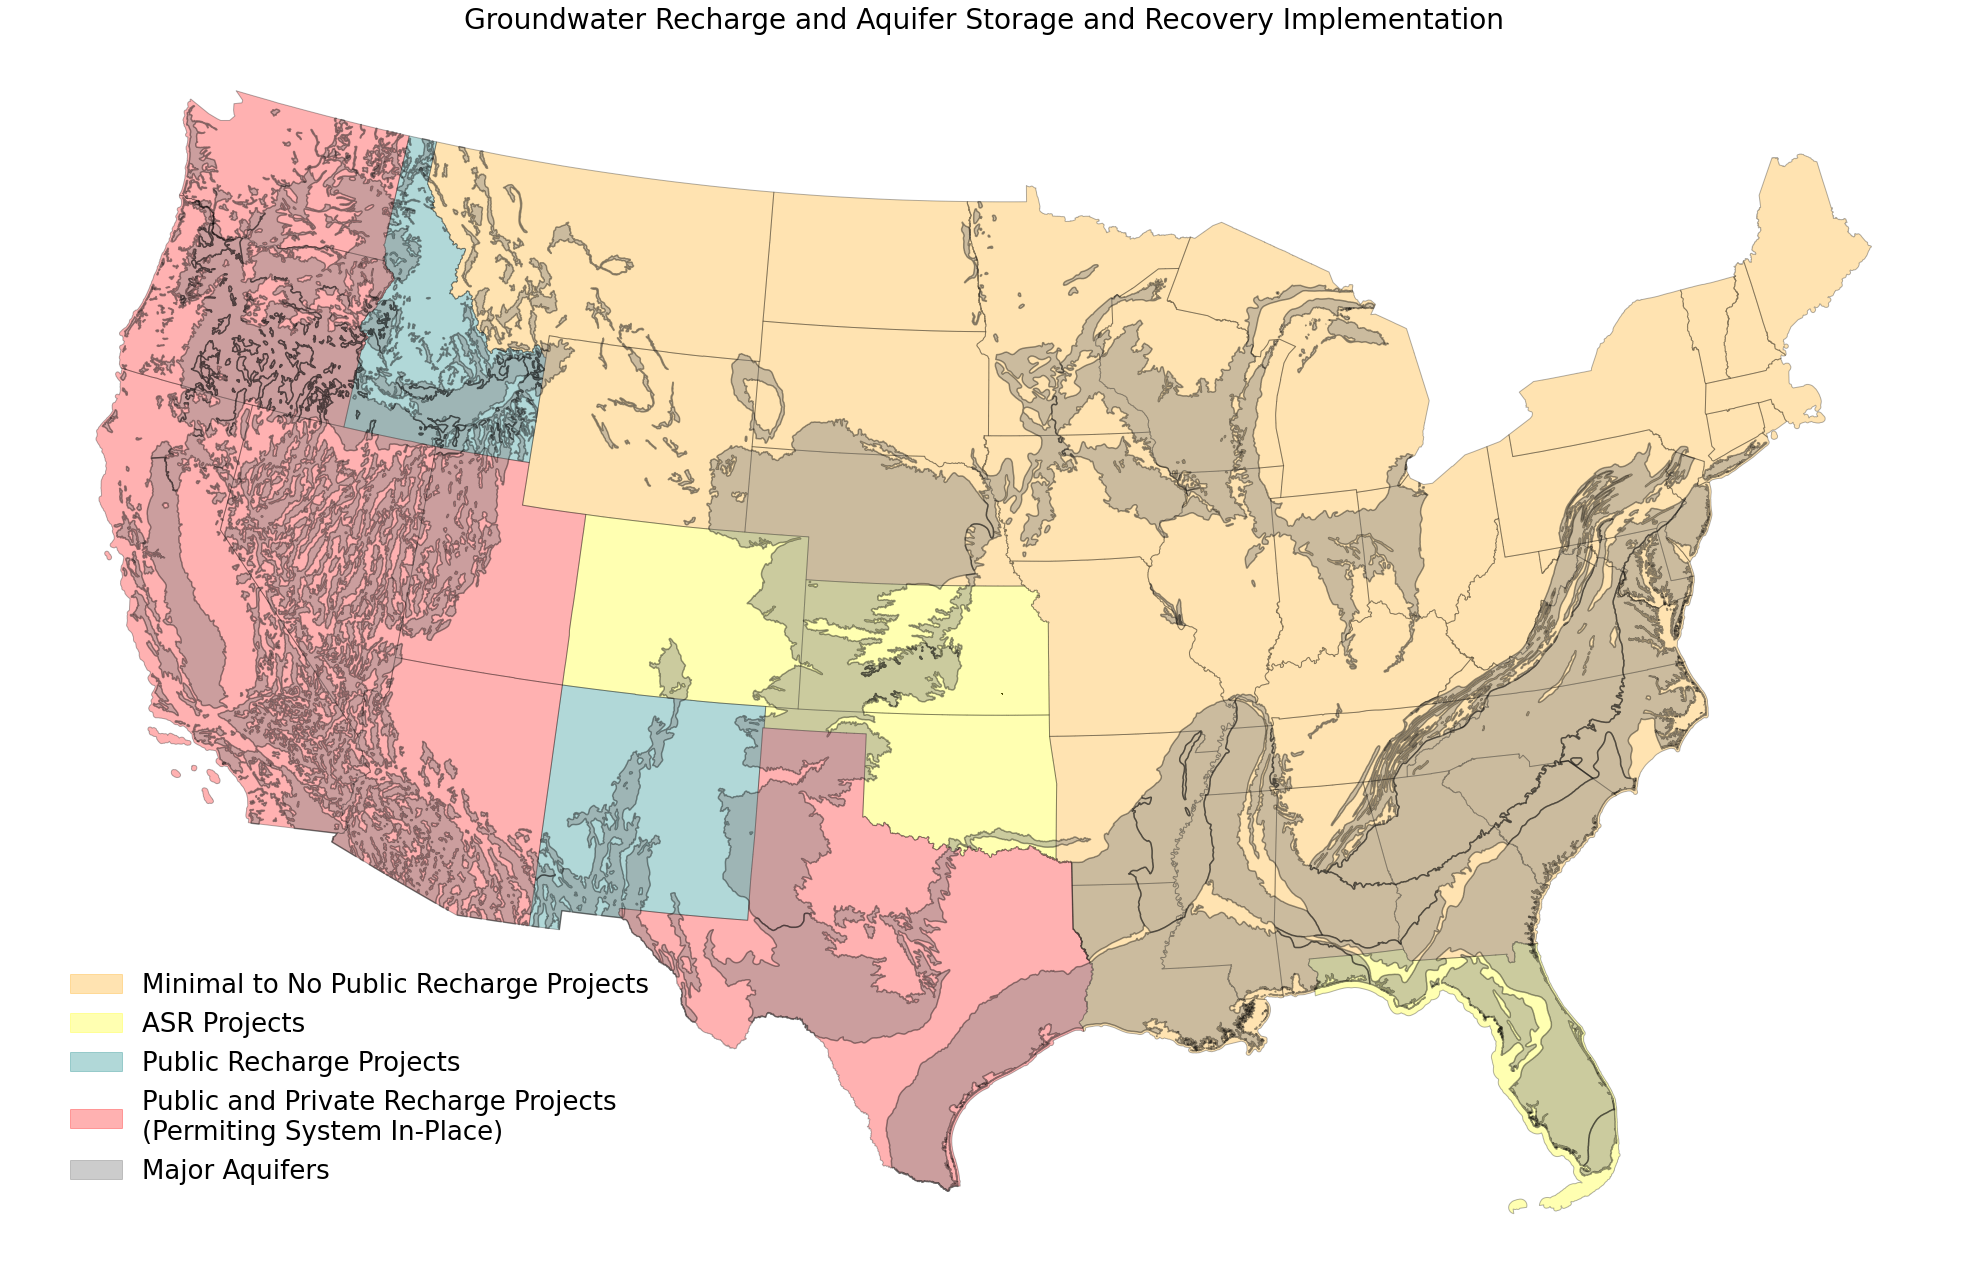 Groundwater Recharge and Aquifer Storage and Recovery Implementation
Minimal to No Public Recharge Projects
ASR Projects
Public Recharge Projects
Public and Private Recharge Projects
(Permiting System In-Place)
Major Aquifers